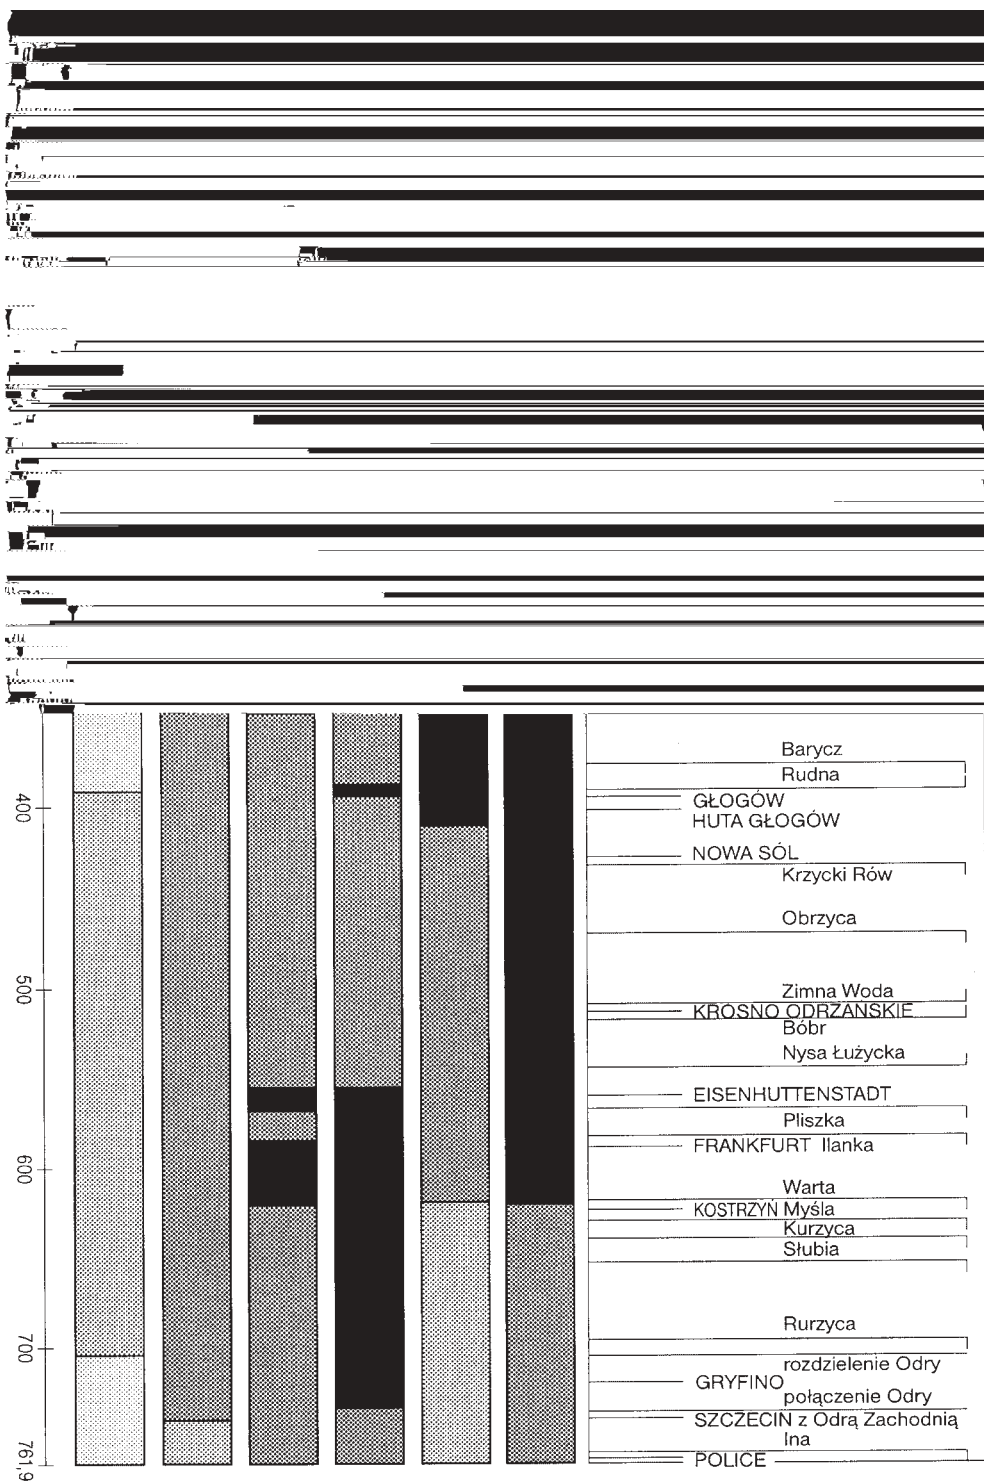 Barycz
Rudna
GŁOGÓW
HUTA GŁOGÓW
NOWA SÓL
Krzycki Rów
Obrzyca
Zimna Woda
KROSNO ODRZAŃSKIE
Bóbr
Nysa Łużycka
EISENHUTTENSTADT
Pliszka
FRANKFURT Ilanka
Warta
KOSTRZYN Myśla
Kurzyca
Słubia
Rurzyca
rozdzielenie Odry
GRYFINO
połączenie Odry
SZCZECIN z Odrą Zachodnią
Ina
POLICE
400
500
600
700
761,9